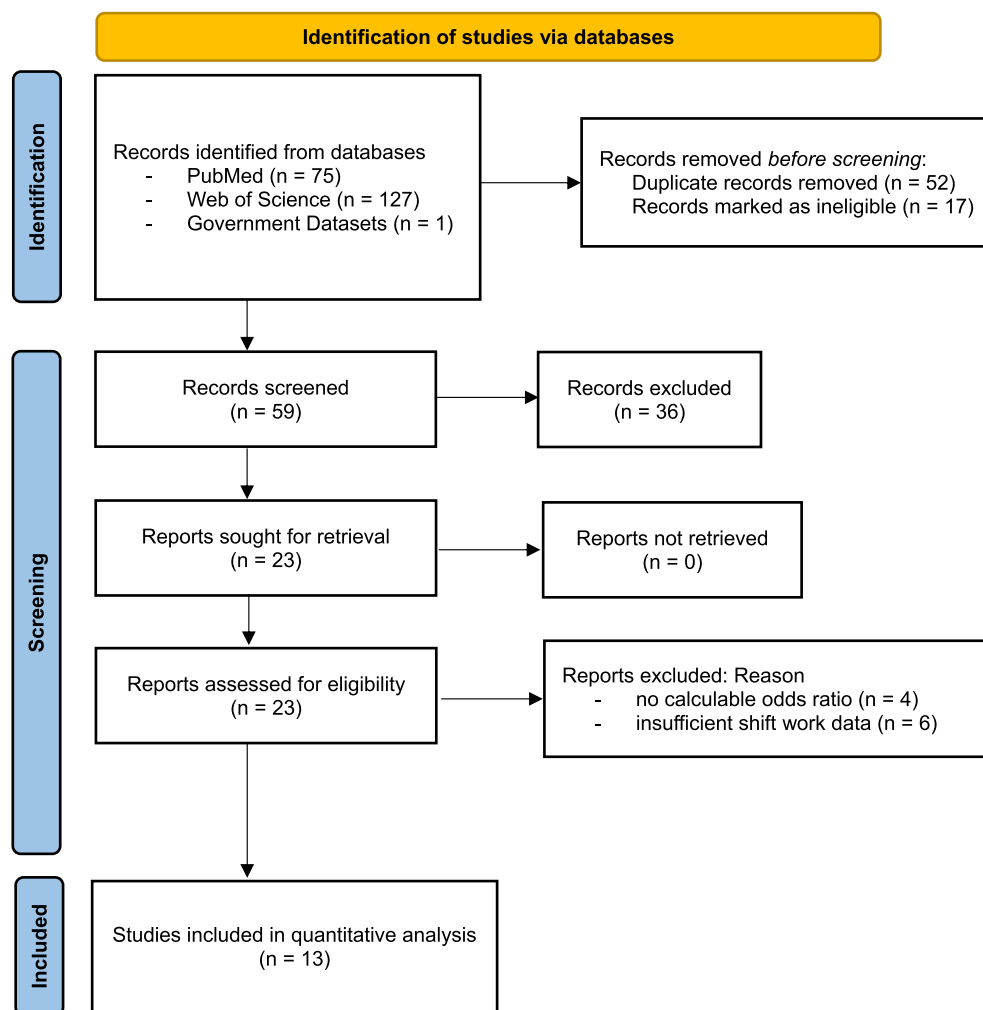 Identification of studies via databases
Identification
Records identified from databases
- PubMed (n = 75)
- Web of Science (n = 127)
- Government Datasets (n = 1)
Records removed before screening:
Duplicate records removed (n = 52)
Records marked as ineligible (n = 17)
Screening
Records screened
(n = 59)
Records excluded
(n = 36)
Reports sought for retrieval
(n = 23)
Reports not retrieved
(n = 0)
Reports assessed for eligibility
(n = 23)
Reports excluded: Reason
- no calculable odds ratio (n = 4)
- insufficient shift work data (n = 6)
Included
Studies included in quantitative analysis
(n = 13)